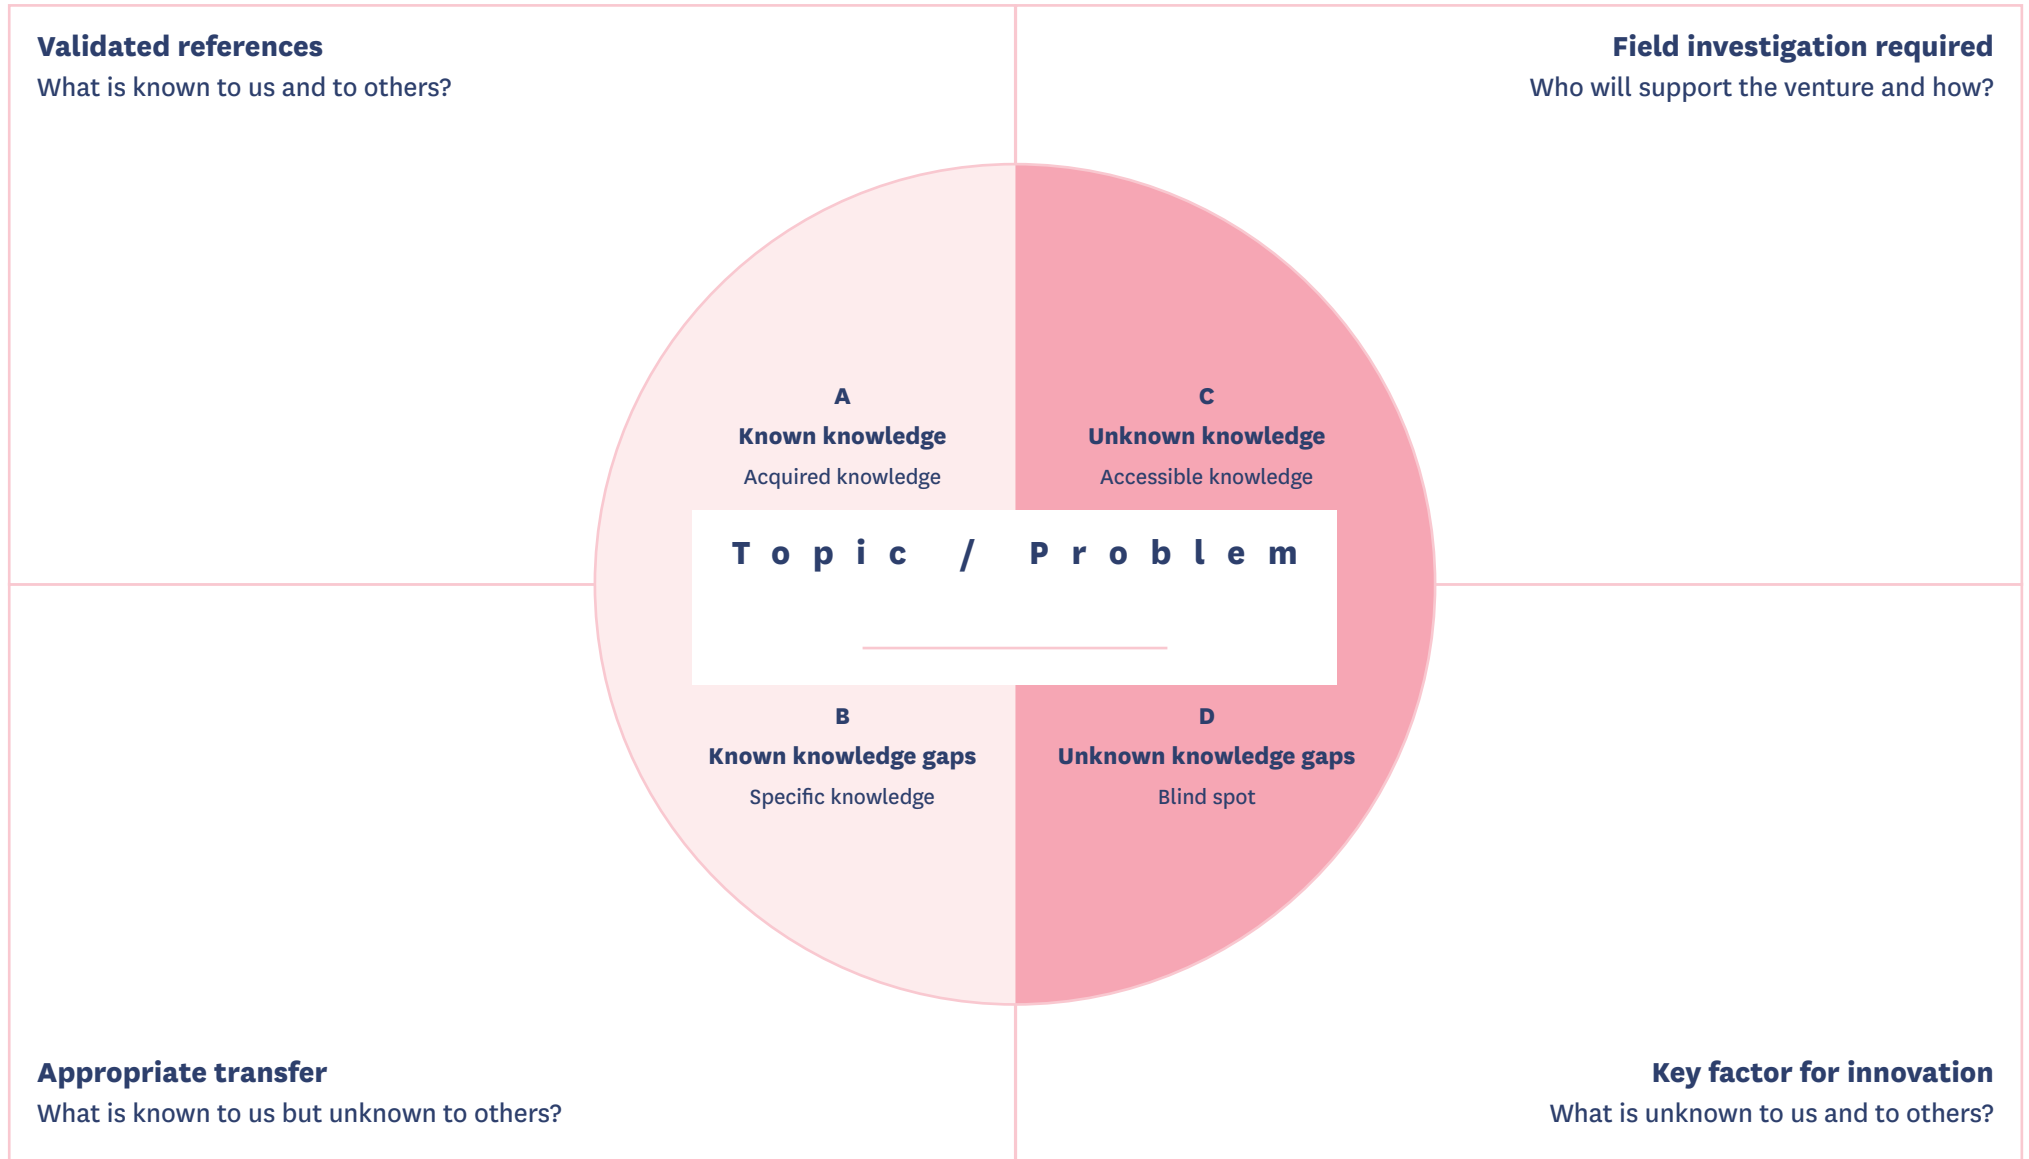 Validated references
What is known to us and to others?
Field investigation required
Who will support the venture and how?
A
Known knowledge
Acquired knowledge
C
Unknown knowledge
Accessible knowledge
Topic / Problem
B
Known knowledge gaps
Specific knowledge
D
Unknown knowledge gaps
Blind spot
Appropriate transfer
What is known to us but unknown to others?
Key factor for innovation
What is unknown to us and to others?